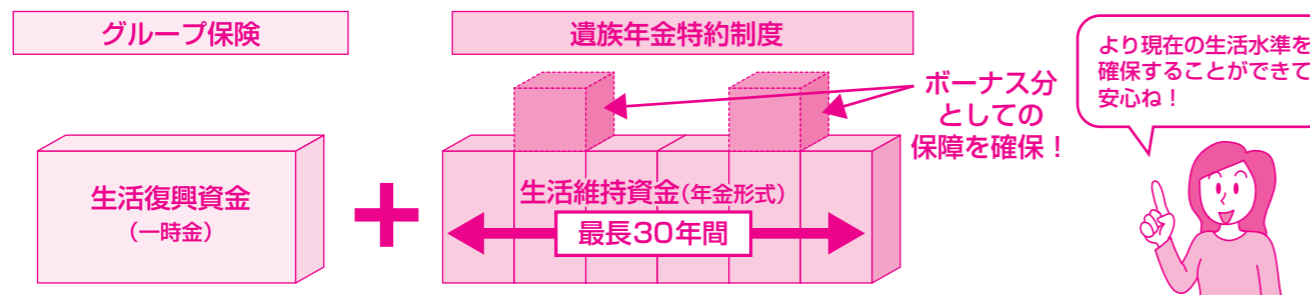 グループ保険
遺族年金特約制度
生活復興資金
(一時金)
+
生活維持資金(年金形式)
最長30年間
ボーナス分
としての
保障を確保！
より現在の生活水準を
確保することができて
安心ね！